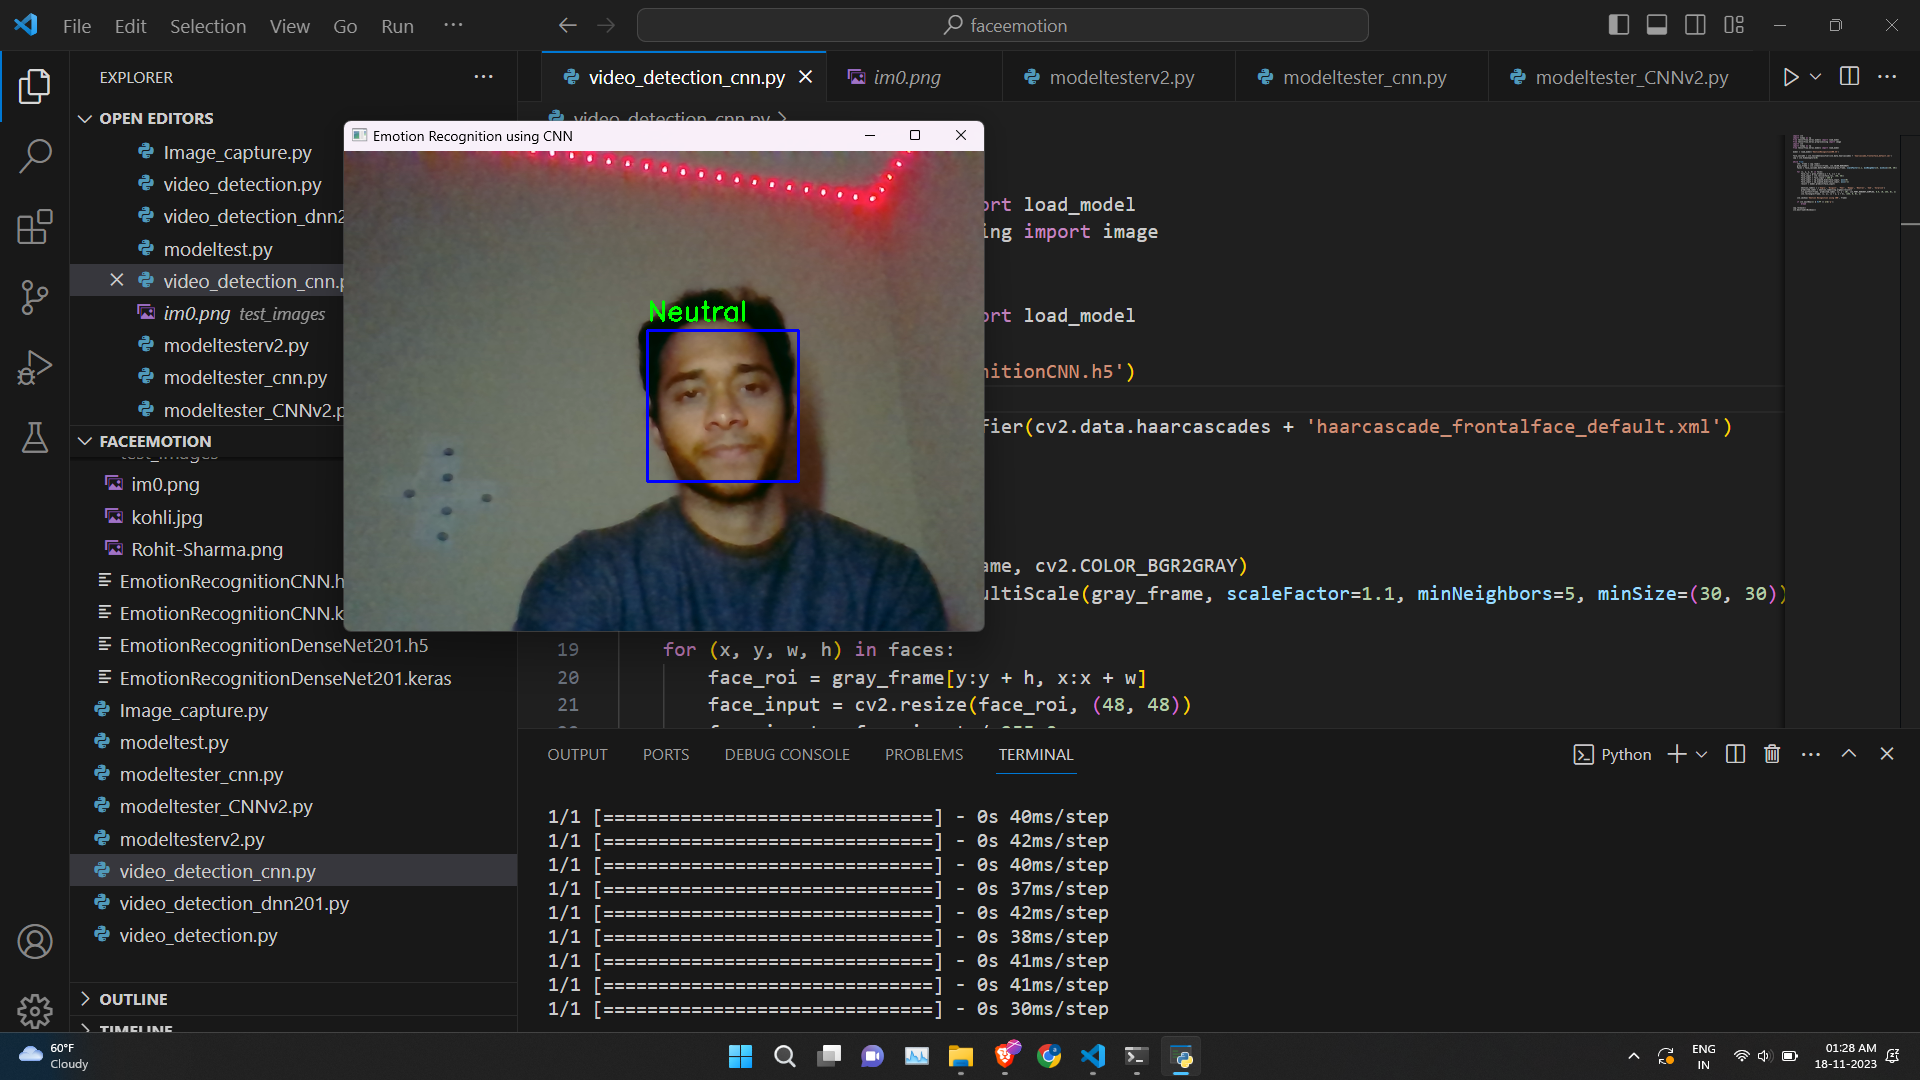 File Edit Selection View Go Run ···
faceemotion
EXPLORER
OPEN EDITORS
Image_capture.py
video_detection.py
video_detection_dnn2
modeltest.py
video_detection_cnn.p
im0.png test_images
modeltesterv2.py
modeltester_cnn.py
modeltester_CNNv2.p
FACEEMOTION
test_images
im0.png
kohli.jpg
Rohit-Sharma.png
EmotionRecognitionCNN.h
EmotionRecognitionCNN.k
EmotionRecognitionDenseNet201.h5
EmotionRecognitionDenseNet201.keras
Image_capture.py
modeltest.py
modeltester_cnn.py
modeltester_CNNv2.py
modeltesterv2.py
video_detection_cnn.py
video_detection_dnn201.py
video_detection.py
OUTLINE
TIMELINE
video_detection_cnn.py im0.png modeltesterv2.py modeltester_cnn.py modeltester_CNNv2.py
video_detection_cnn.py
Emotion Recognition using CNN
Neutral
ort load_model
ing import image
ort load_model
nitionCNN.h5')
fier(cv2.data.haarcascades + 'haarcascade_frontalface_default.xml')
ame, cv2.COLOR_BGR2GRAY)
ultiScale(gray_frame, scaleFactor=1.1, minNeighbors=5, minSize=(30, 30))
19 for (x, y, w, h) in faces:
20 face_roi = gray_frame[y:y + h, x:x + w]
21 face_input = cv2.resize(face_roi, (48, 48))
OUTPUT PORTS DEBUG CONSOLE PROBLEMS TERMINAL
Python
1/1 [==============================] - 0s 40ms/step
1/1 [==============================] - 0s 42ms/step
1/1 [==============================] - 0s 40ms/step
1/1 [==============================] - 0s 37ms/step
1/1 [==============================] - 0s 42ms/step
1/1 [==============================] - 0s 38ms/step
1/1 [==============================] - 0s 41ms/step
1/1 [==============================] - 0s 41ms/step
1/1 [==============================] - 0s 30ms/step
60°F
Cloudy
ENG
IN
01:28 AM
18-11-2023